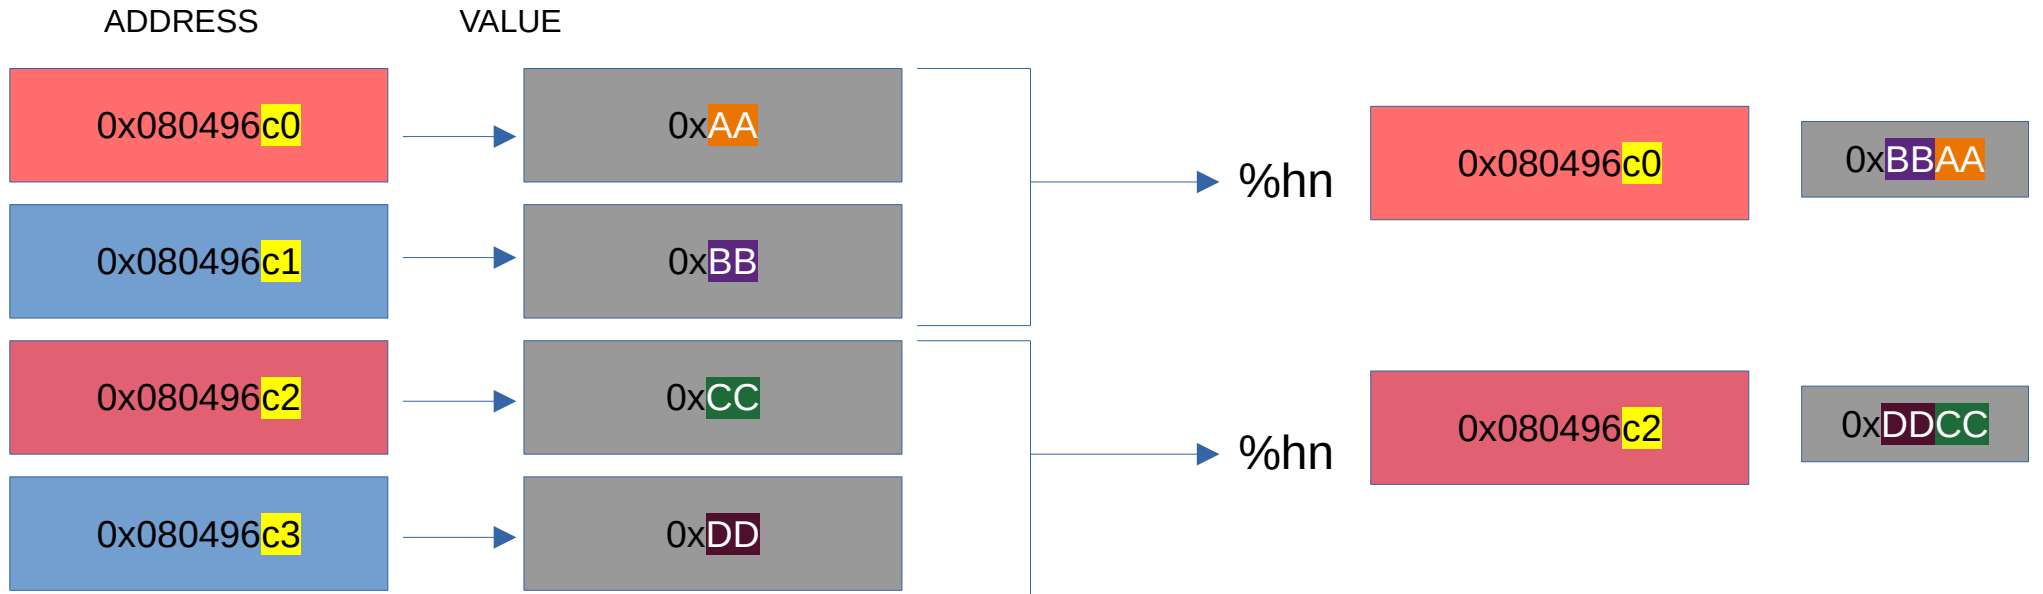 ADDRESS VALUE
0x080496c0 0xAA
0x080496c1 0xBB
0x080496c2 0xCC
0x080496c3 0xDD
%hn 0x080496c0 0xBBAA
%hn 0x080496c2 0xDDCC